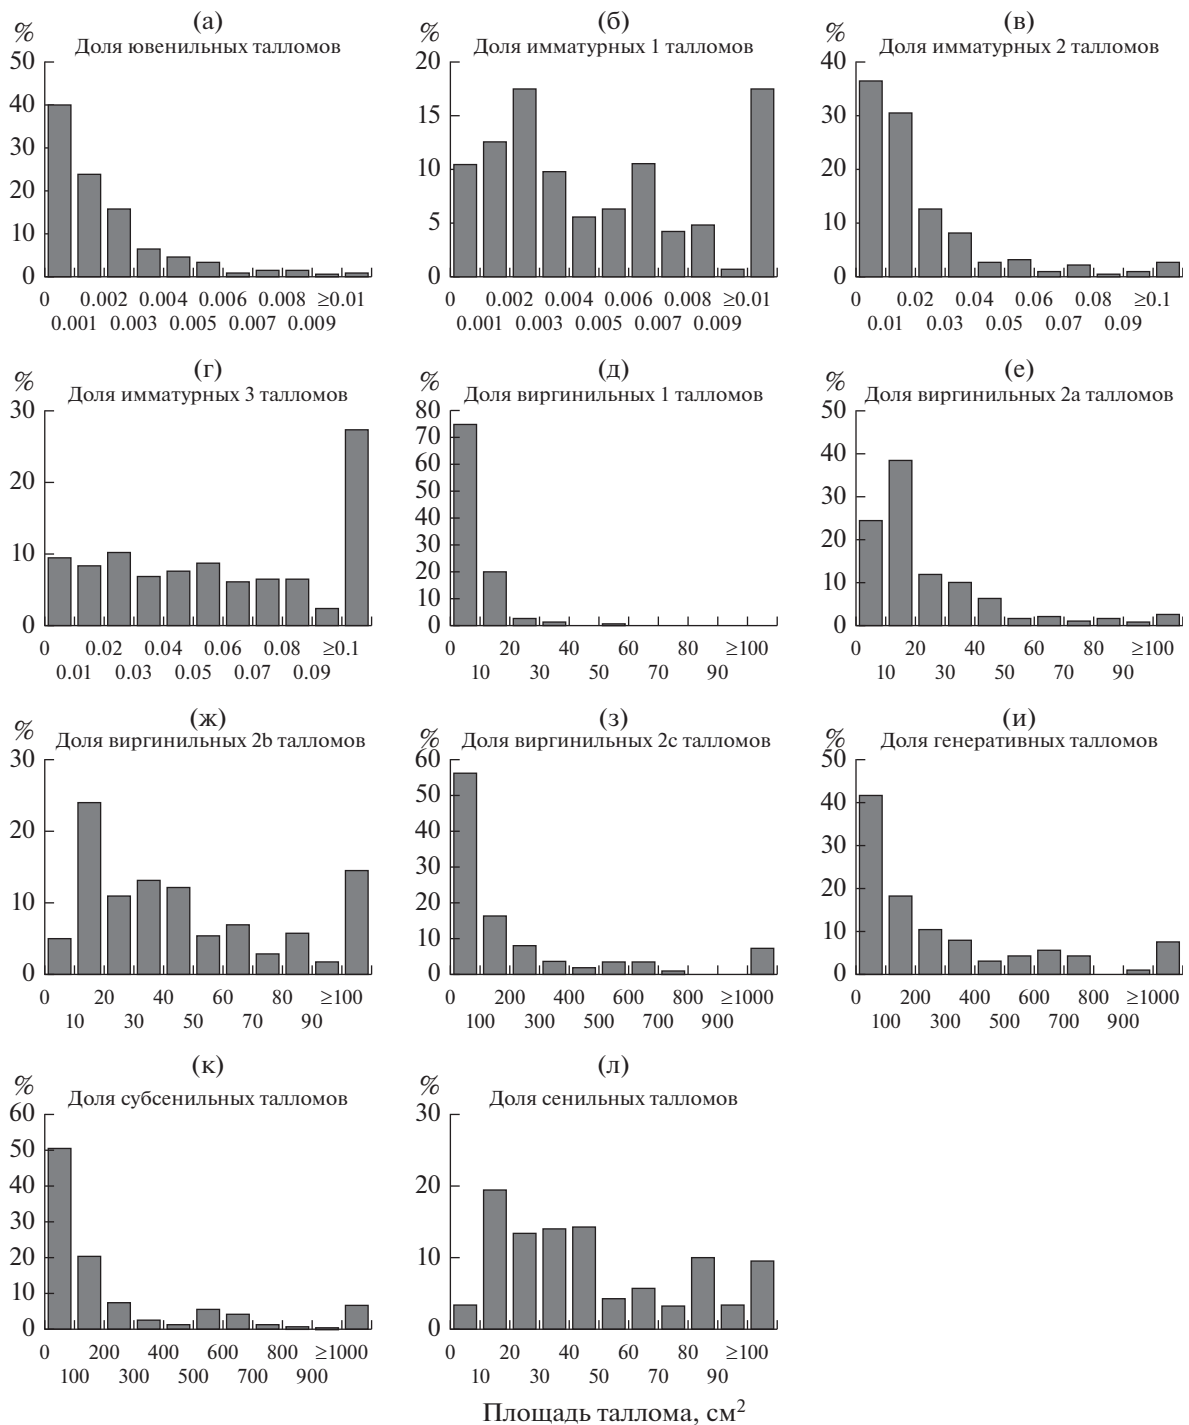 (а)
%
Доля ювенильных талломов
50
40
30
20
10
0
0 0.002 0.004 0.006 0.008 ≥0.01
0.001 0.003 0.005 0.007 0.009
(б)
Доля имматурных 1 талломов
20
15
10
5
0
0 0.002 0.004 0.006 0.008 ≥0.01
0.001 0.003 0.005 0.007 0.009
(в)
Доля имматурных 2 талломов
40
30
20
10
0
0 0.02 0.04 0.06 0.08 ≥0.1
0.01 0.03 0.05 0.07 0.09
(г)
%
Доля имматурных 3 талломов
30
20
10
0
0 0.02 0.04 0.06 0.08 ≥0.1
0.01 0.03 0.05 0.07 0.09
(д)
%
Доля виргинильных 1 талломов
80
70
60
50
40
30
20
10
0
0 20 40 60 80 ≥100
10 30 50 70 90
(е)
%
Доля виргинильных 2a талломов
50
40
30
20
10
0
0 20 40 60 80 ≥100
10 30 50 70 90
(ж)
%
Доля виргинильных 2b талломов
30
20
10
0
0 20 40 60 80 ≥100
10 30 50 70 90
(з)
%
Доля виргинильных 2c талломов
60
50
40
30
20
10
0
0 200 400 600 800 ≥1000
100 300 500 700 900
(и)
%
Доля генеративных талломов
50
40
30
20
10
0
0 200 400 600 800 ≥1000
100 300 500 700 900
(к)
%
Доля субсенильных талломов
60
50
40
30
20
10
0
0 200 400 600 800 ≥1000
100 300 500 700 900
(л)
%
Доля сенильных талломов
30
20
10
0
0 20 40 60 80 ≥100
10 30 50 70 90
Площадь таллома, см²